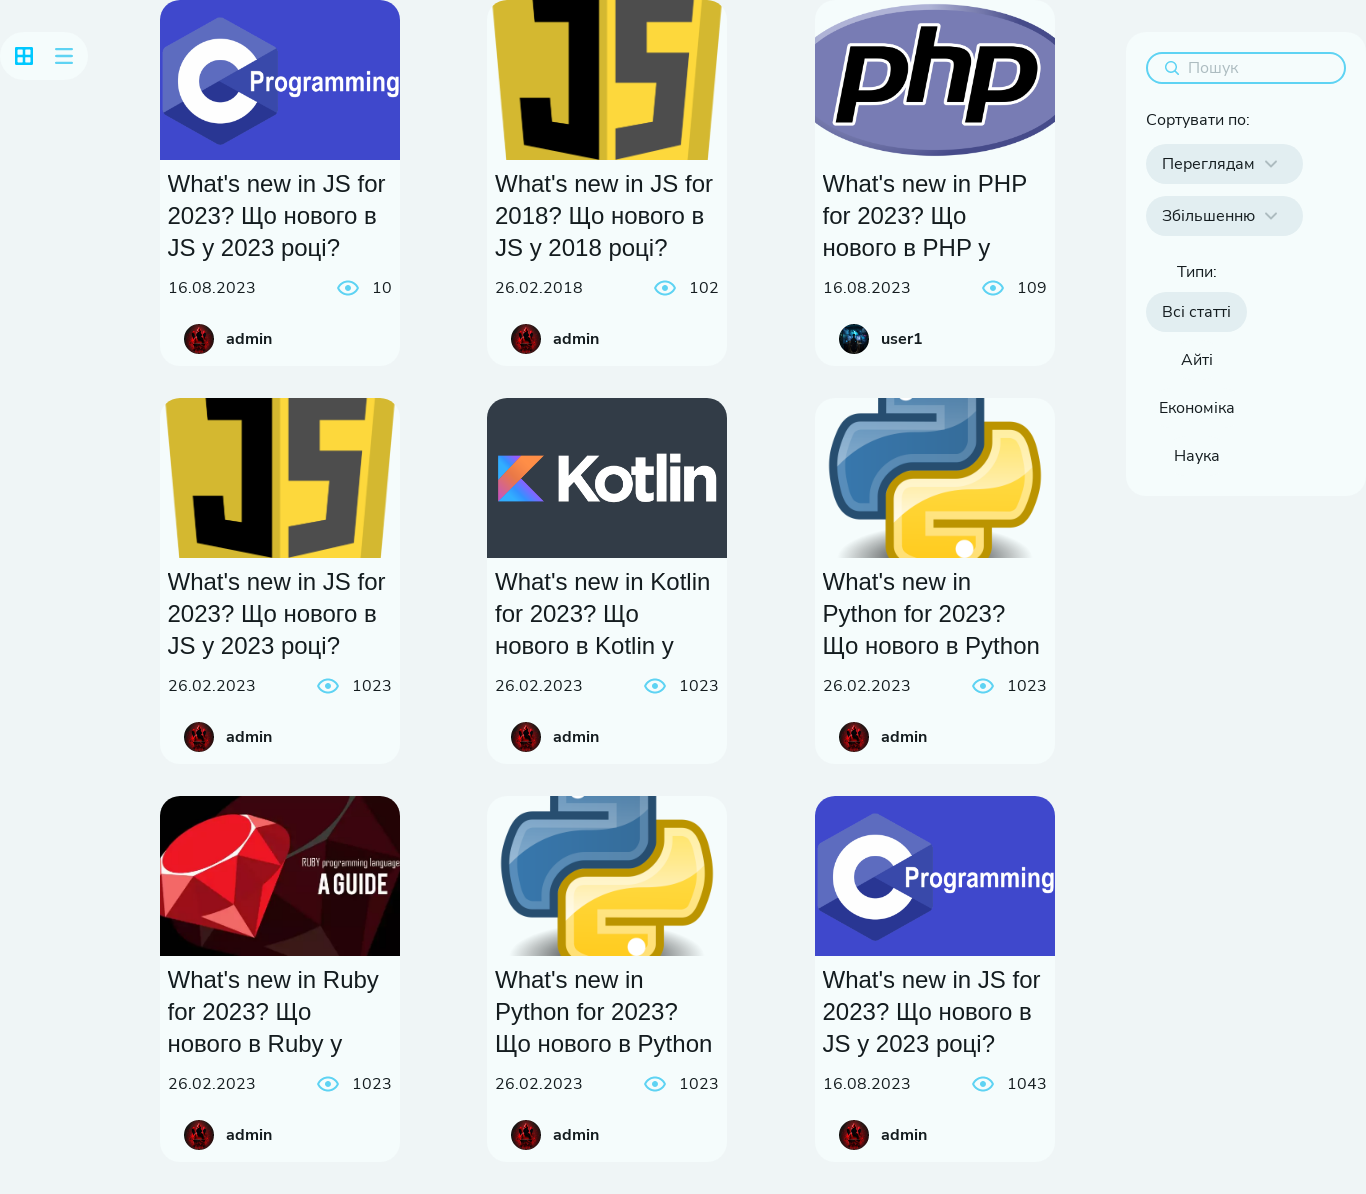 Programming
What's new in JS for
2023? Що нового в
JS у 2023 році?
16.08.2023 10
admin
JS
What's new in JS for
2018? Що нового в
JS у 2018 році?
26.02.2018 102
admin
php
What's new in PHP
for 2023? Що
нового в PHP у
16.08.2023 109
user1
JS
What's new in JS for
2023? Що нового в
JS у 2023 році?
26.02.2023 1023
admin
Kotlin
What's new in Kotlin
for 2023? Що
нового в Kotlin у
26.02.2023 1023
admin
What's new in
Python for 2023?
Що нового в Python
26.02.2023 1023
admin
RUBY programming language
A GUIDE
What's new in Ruby
for 2023? Що
нового в Ruby у
26.02.2023 1023
admin
What's new in
Python for 2023?
Що нового в Python
26.02.2023 1023
admin
C Programming
What's new in JS for
2023? Що нового в
JS у 2023 році?
16.08.2023 1043
admin
Пошук
Сортувати по:
Переглядам
Збільшенню
Типи:
Всі статті
Айті
Економіка
Наука